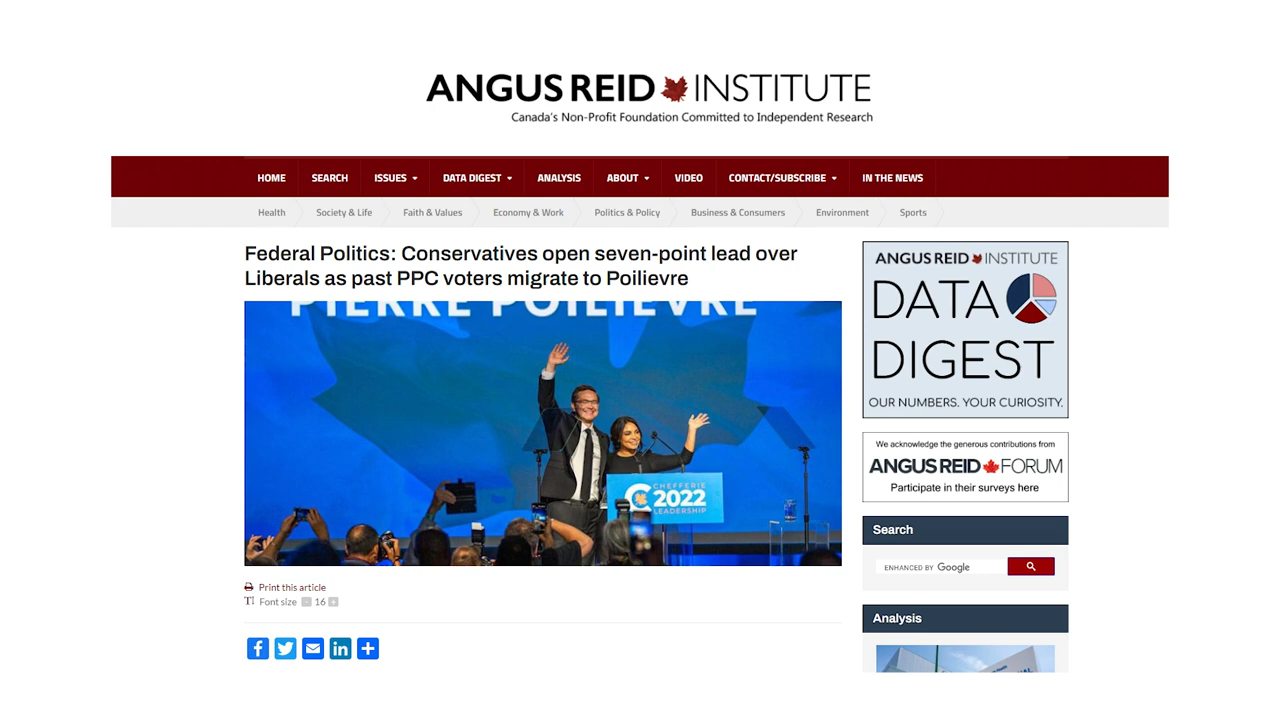 ANGUS REID INSTITUTE
Canada's Non-Profit Foundation Committed to Independent Research
HOME SEARCH ISSUES DATA DIGEST ANALYSIS ABOUT VIDEO CONTACT/SUBSCRIBE IN THE NEWS
Health Society & Life Faith & Values Economy & Work Politics & Policy Business & Consumers Environment Sports
Federal Politics: Conservatives open seven-point lead over
Liberals as past PPC voters migrate to Poilievre
PIERRE POILIEVRE
CHEFFERIE
2022
LEADERSHIP
Print this article
Font size - 16 +
ANGUS REID INSTITUTE
DATA
DIGEST
OUR NUMBERS. YOUR CURIOSITY.
We acknowledge the generous contributions from
ANGUS REID FORUM
Participate in their surveys here
Search
ENHANCED BY Google
Analysis